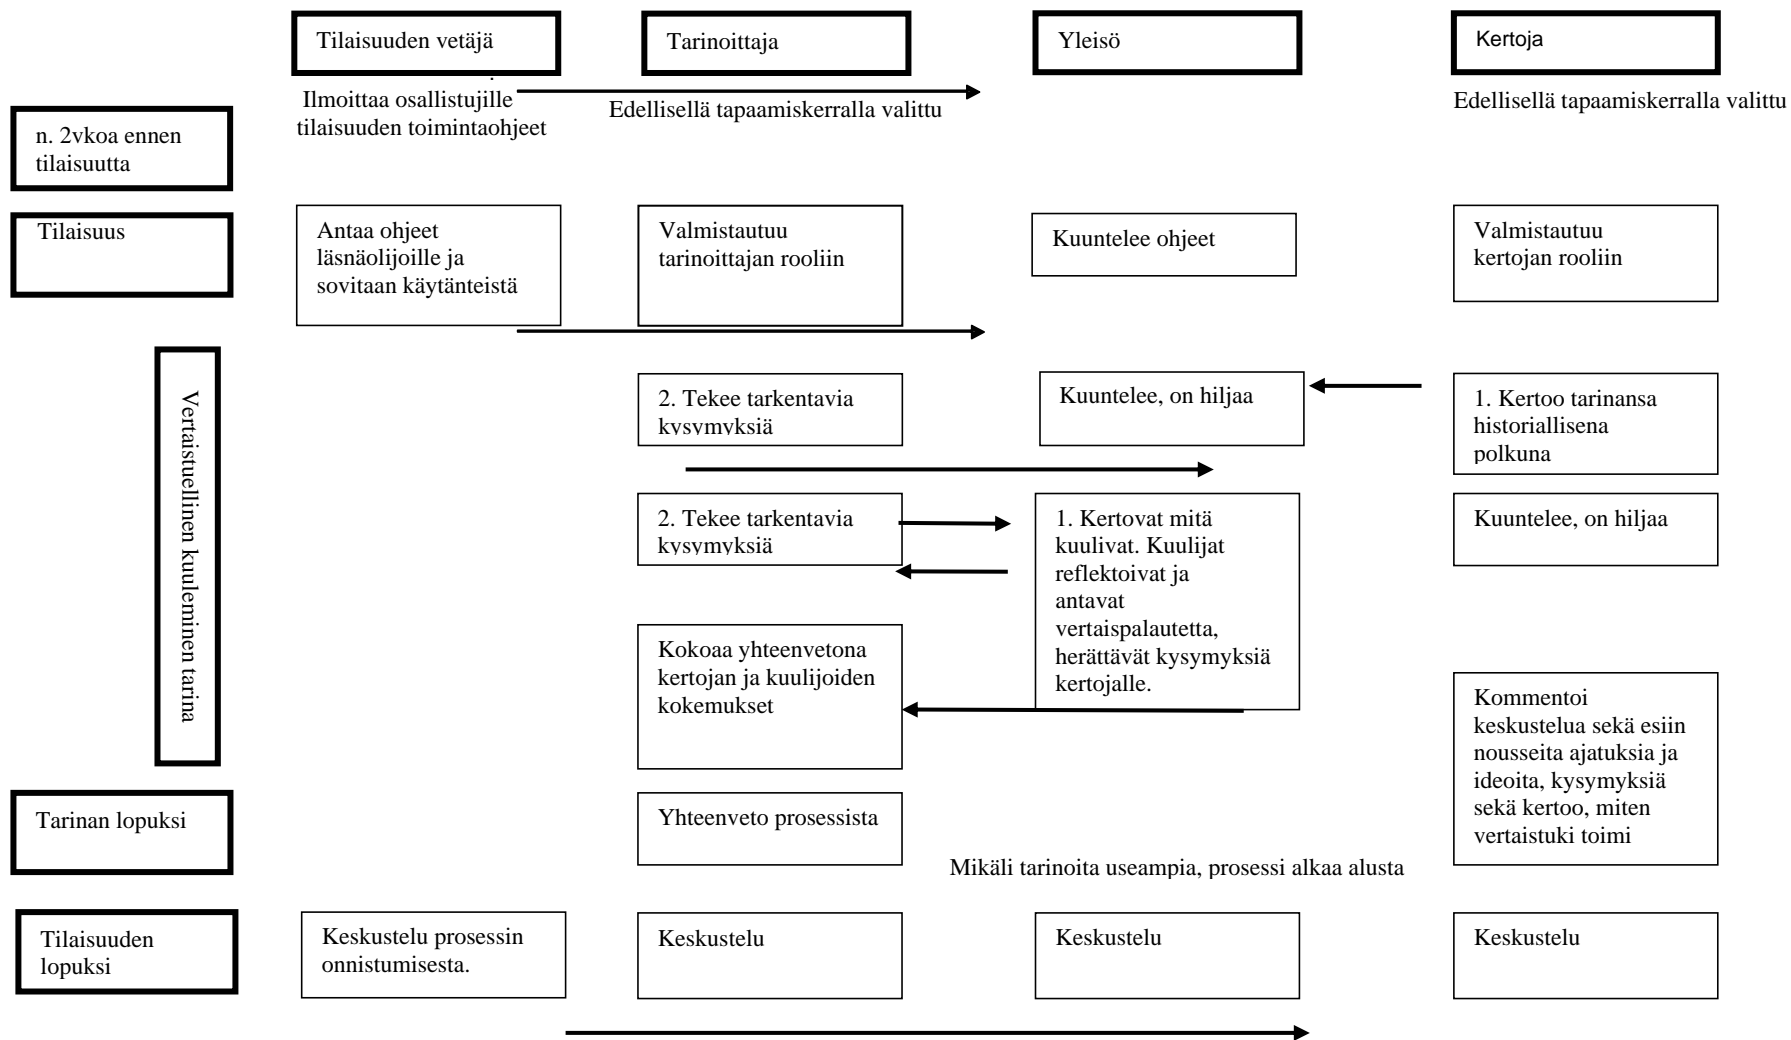 Tilaisuuden vetäjä
Tarinoittaja
Yleisö
Kertoja
Ilmoittaa osallistujille
tilaisuuden toimintaohjeet
Edellisellä tapaamiskerralla valittu
Edellisellä tapaamiskerralla valittu
n. 2vkoa ennen
tilaisuutta
Tilaisuus
Antaa ohjeet
läsnäolijoille ja
sovitaan käytänteistä
Valmistautuu
tarinoittajan rooliin
Kuuntelee ohjeet
Valmistautuu
kertojan rooliin
Vertaistuellinen kuuleminen tarina
2. Tekee tarkentavia
kysymyksiä
Kuuntelee, on hiljaa
1. Kertoo tarinansa
historiallisena
polkuna
2. Tekee tarkentavia
kysymyksiä
1. Kertovat mitä
kuulivat. Kuulijat
reflektoivat ja
antavat
vertaispalautetta,
herättävät kysymyksiä
kertojalle.
Kuuntelee, on hiljaa
Kokoaa yhteenvetona
kertojan ja kuulijoiden
kokemukset
Kommentoi
keskustelua sekä esiin
nousseita ajatuksia ja
ideoita, kysymyksiä
sekä kertoo, miten
vertaistuki toimi
Tarinan lopuksi
Yhteenveto prosessista
Mikäli tarinoita useampia, prosessi alkaa alusta
Tilaisuuden
lopuksi
Keskustelu prosessin
onnistumisesta.
Keskustelu
Keskustelu
Keskustelu